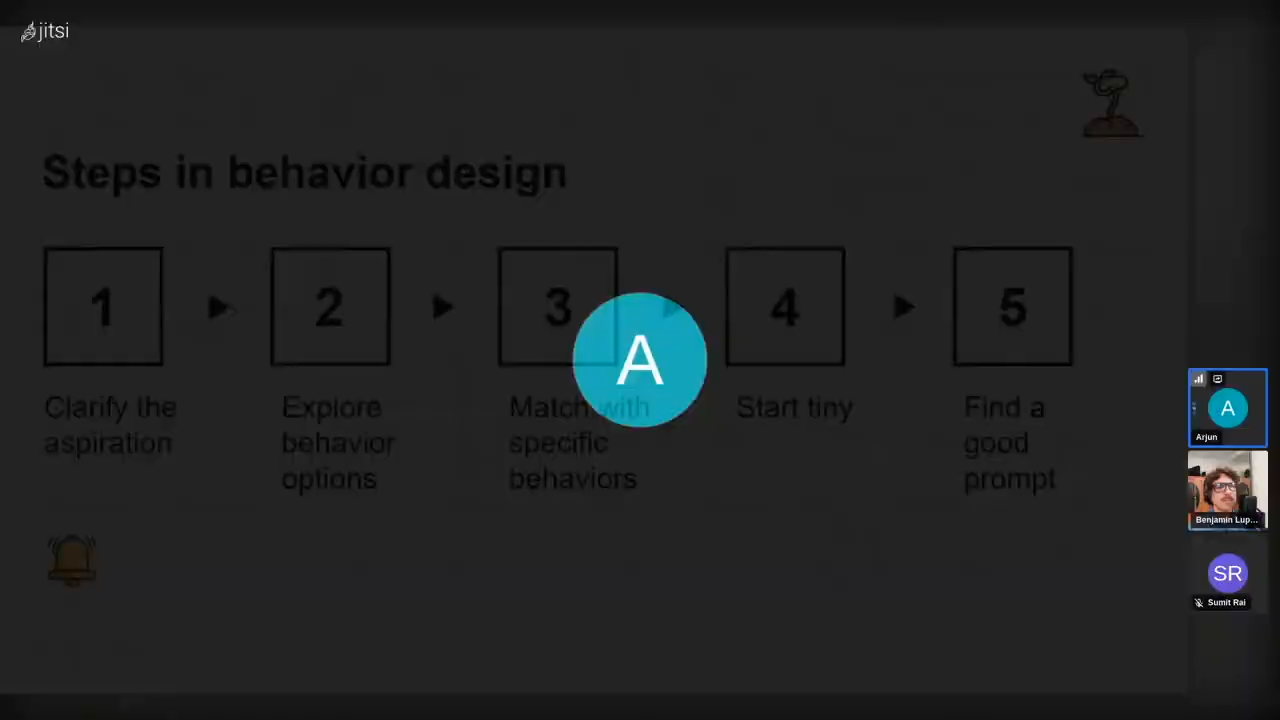 jitsi
Steps in behavior design
1
2
3
4
5
Clarify the
aspiration
Explore
behavior
options
Match with
specific
behaviors
Start tiny
Find a
good
prompt
A
A
Arjun
Benjamin Lup...
SR
Sumit Rai